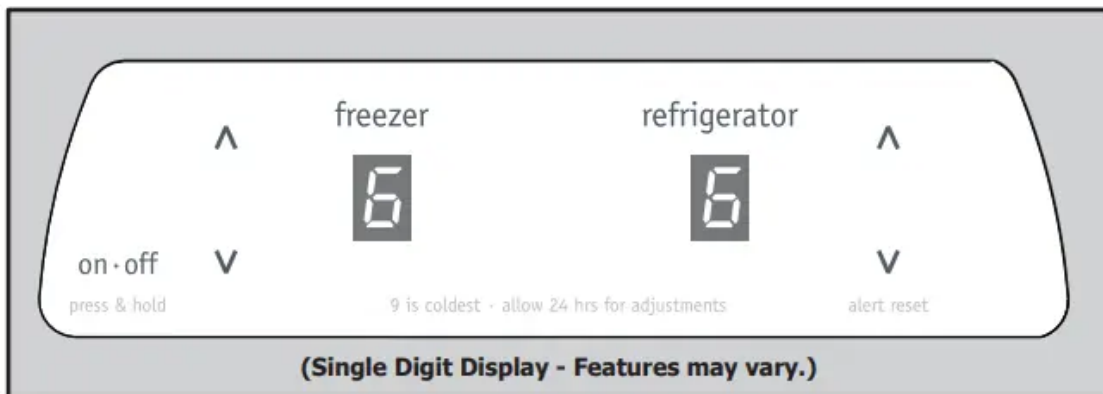 freezer refrigerator
∧ ∧
6 6
on·off ∨ ∨
press & hold 9 is coldest · allow 24 hrs for adjustments alert reset
(Single Digit Display - Features may vary.)